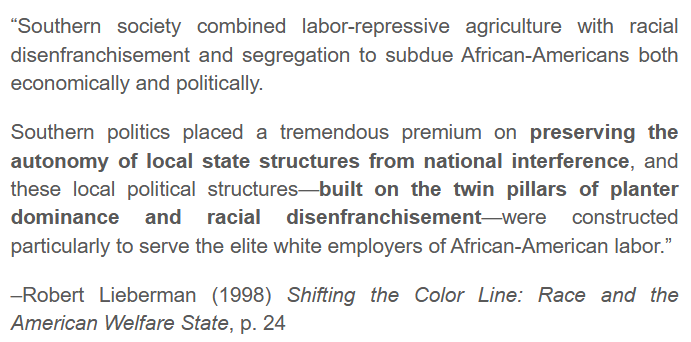 “Southern society combined labor-repressive agriculture with racial
disenfranchisement and segregation to subdue African-Americans both
economically and politically.
Southern politics placed a tremendous premium on preserving the
autonomy of local state structures from national interference, and
these local political structures—built on the twin pillars of planter
dominance and racial disenfranchisement—were constructed
particularly to serve the elite white employers of African-American labor.”
–Robert Lieberman (1998) Shifting the Color Line: Race and the
American Welfare State, p. 24